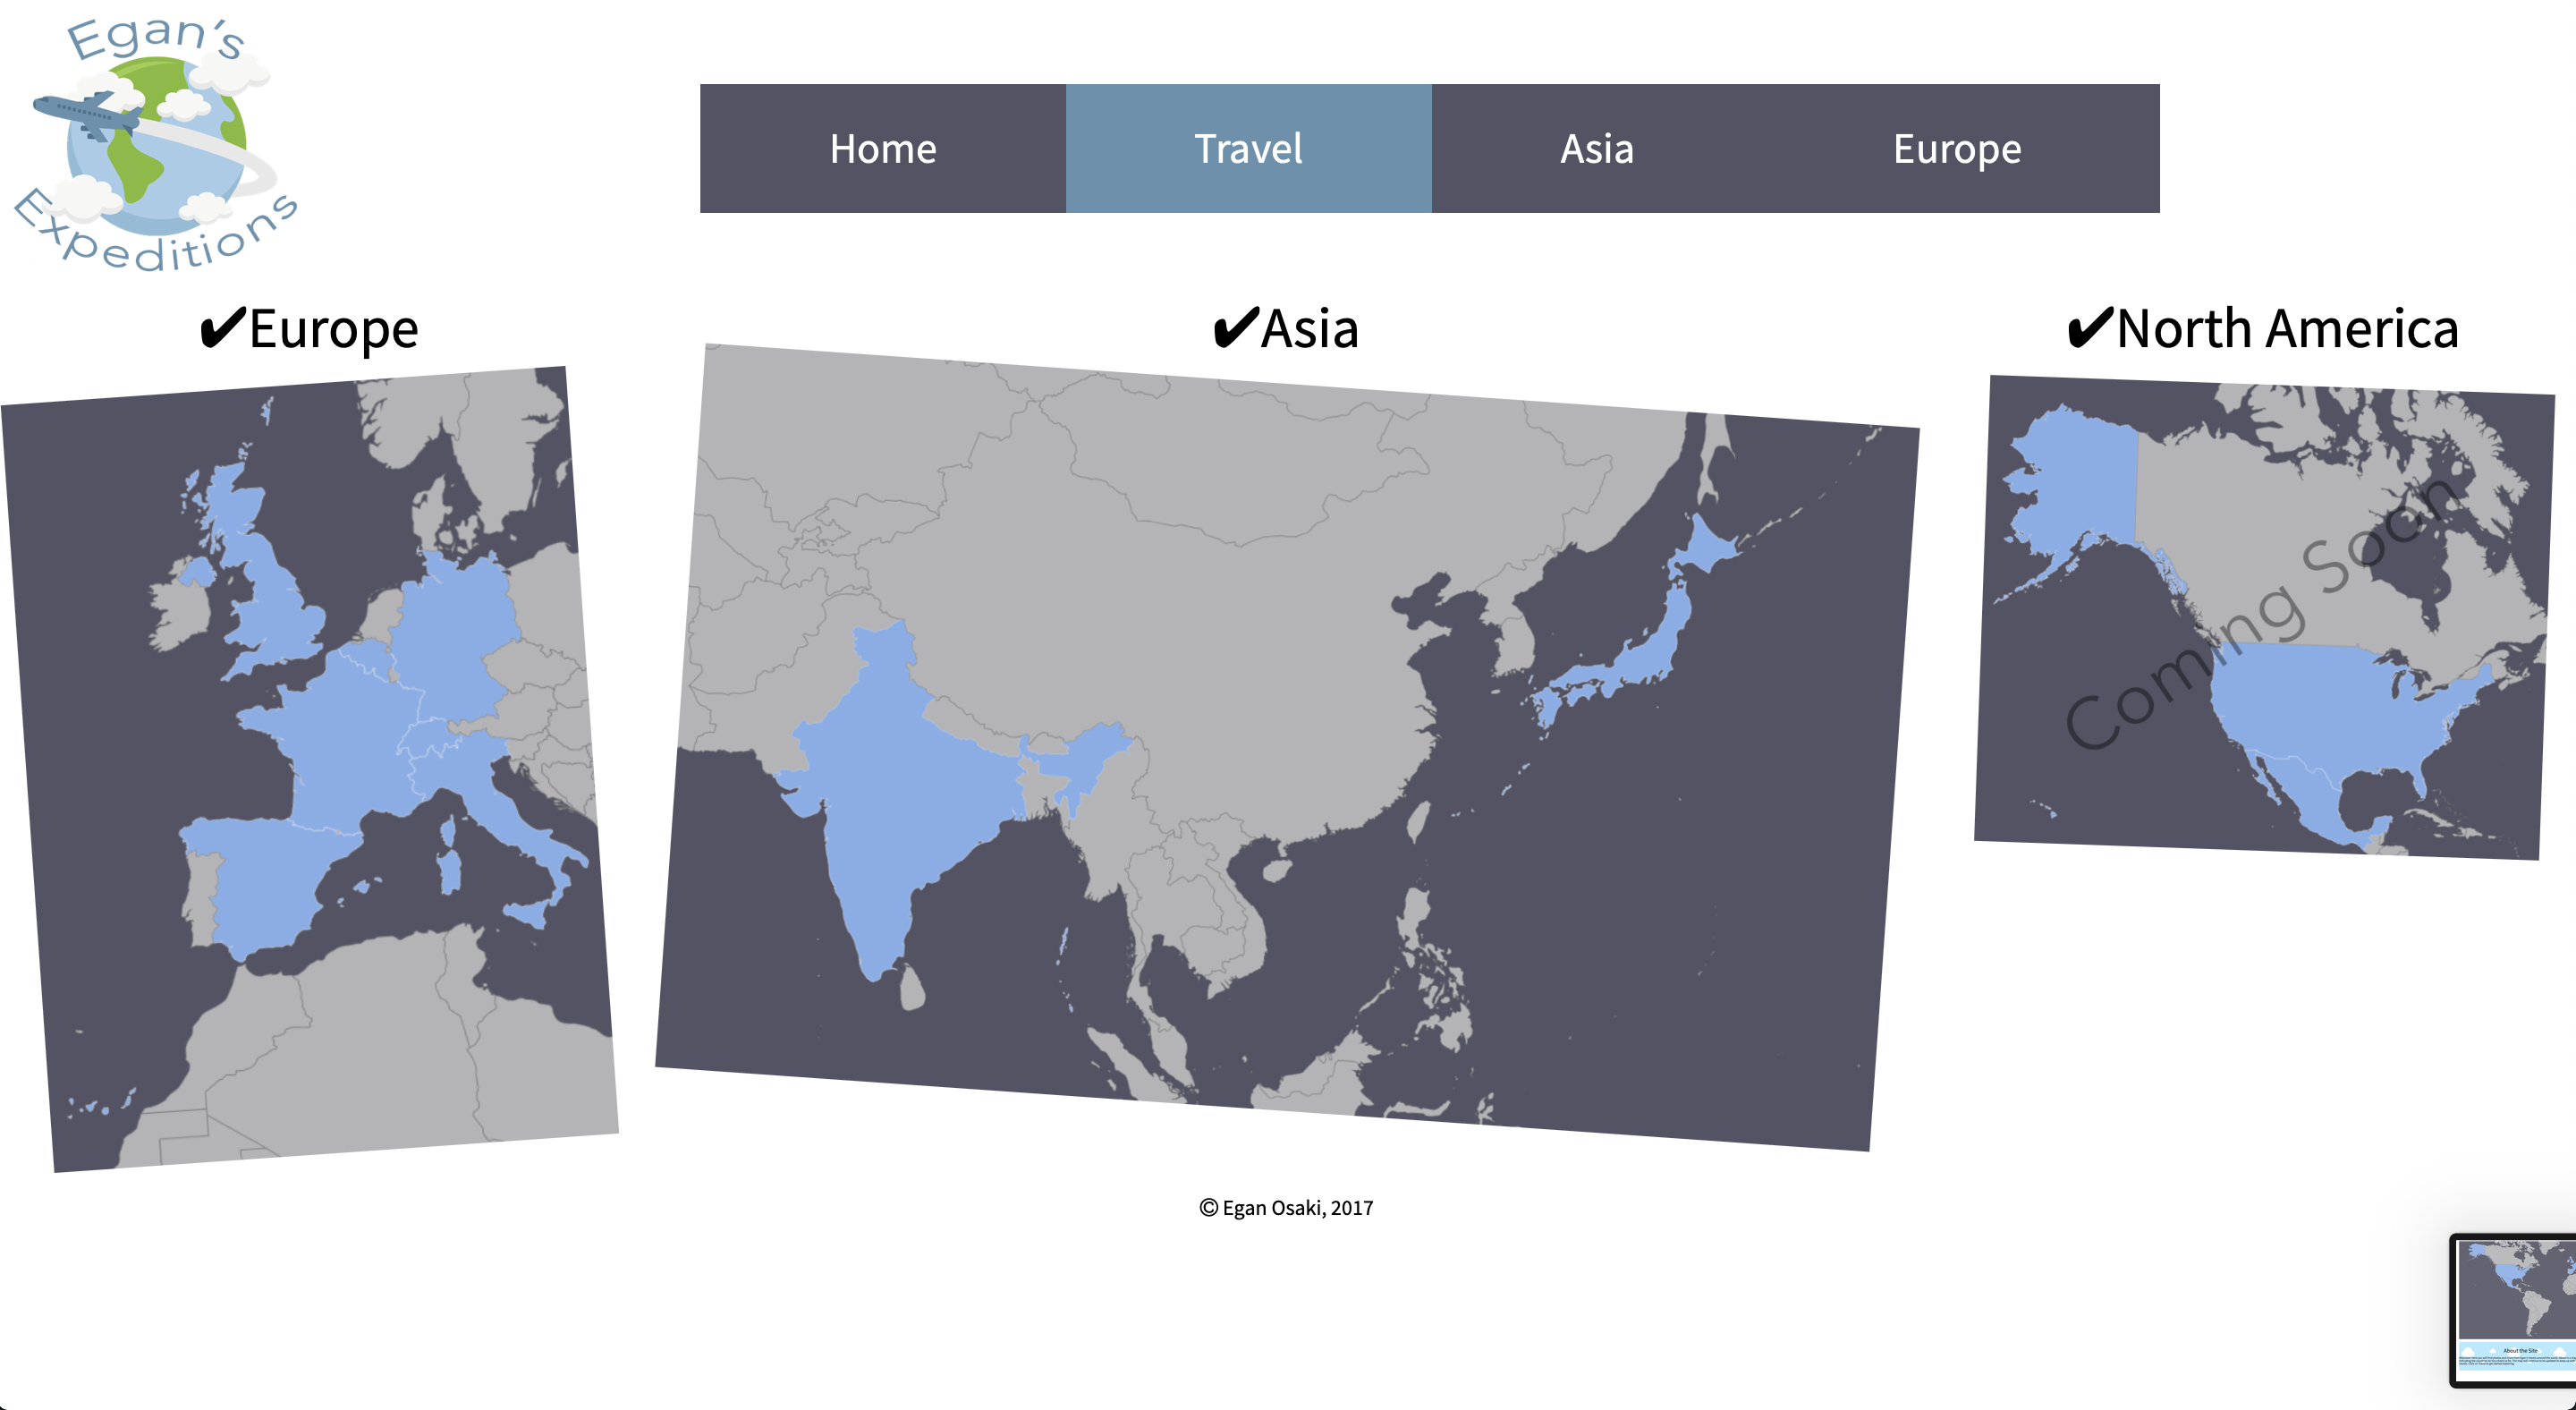 Egan's
Expeditions
Home
Travel
Asia
Europe
✔Europe
✔Asia
✔North America
Coming Soon
© Egan Osaki, 2017
About the Site